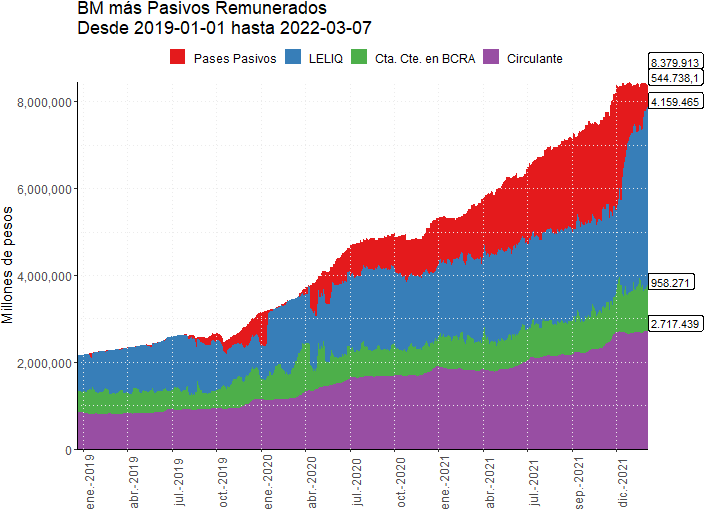 BM más Pasivos Remunerados
Desde 2019-01-01 hasta 2022-03-07
Pases Pasivos LELIQ Cta. Cte. en BCRA Circulante
8.379.913
544.738,1
4.159.465
958.271
2.717.439
Millones de pesos
8,000,000
6,000,000
4,000,000
2,000,000
0
ene.-2019
abr.-2019
jul.-2019
oct.-2019
ene.-2020
abr.-2020
jul.-2020
oct.-2020
ene.-2021
abr.-2021
jul.-2021
sep.-2021
dic.-2021